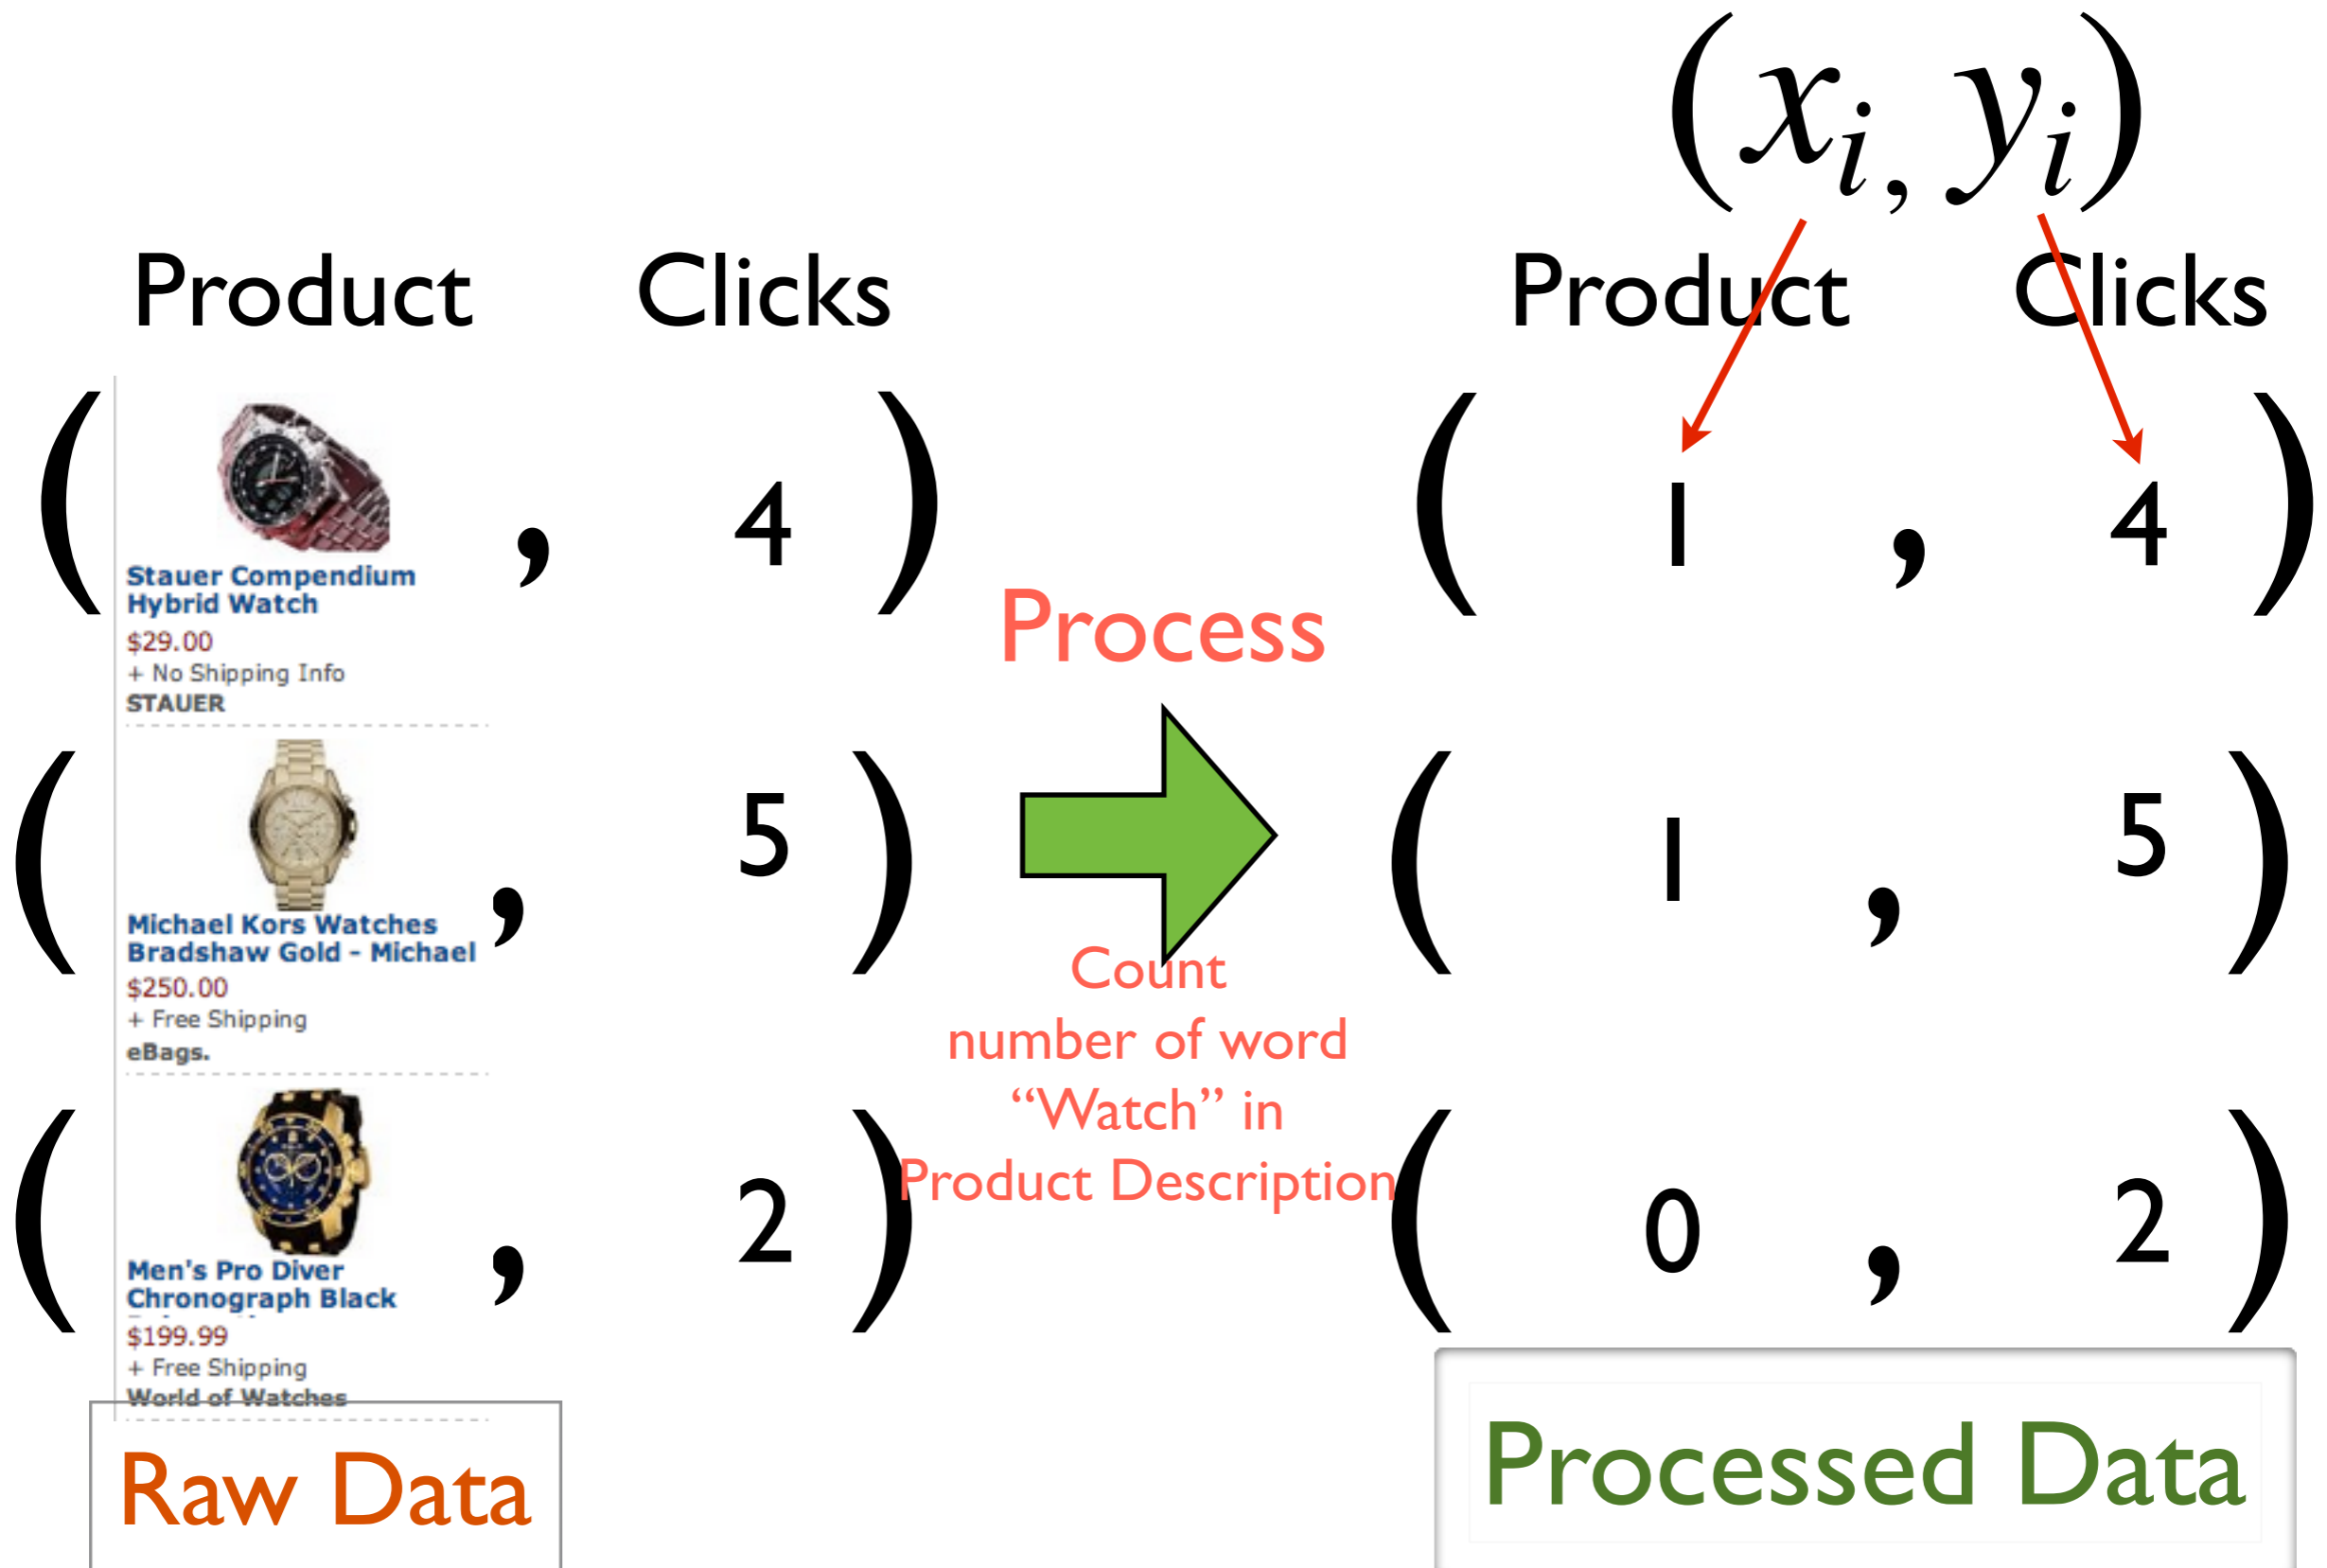 (xi, yi)
Product Clicks Product Clicks
( , 4 ) ( 1 , 4 )
Stauer Compendium
Hybrid Watch
$29.00
+ No Shipping Info
STAUER
Process
( , 5 ) ( 1 , 5 )
Michael Kors Watches
Bradshaw Gold - Michael
$250.00
+ Free Shipping
eBags.
Count
number of word
“Watch” in
Product Description
( , 2 ) ( 0 , 2 )
Men's Pro Diver
Chronograph Black
$199.99
+ Free Shipping
World of Watches
Raw Data
Processed Data